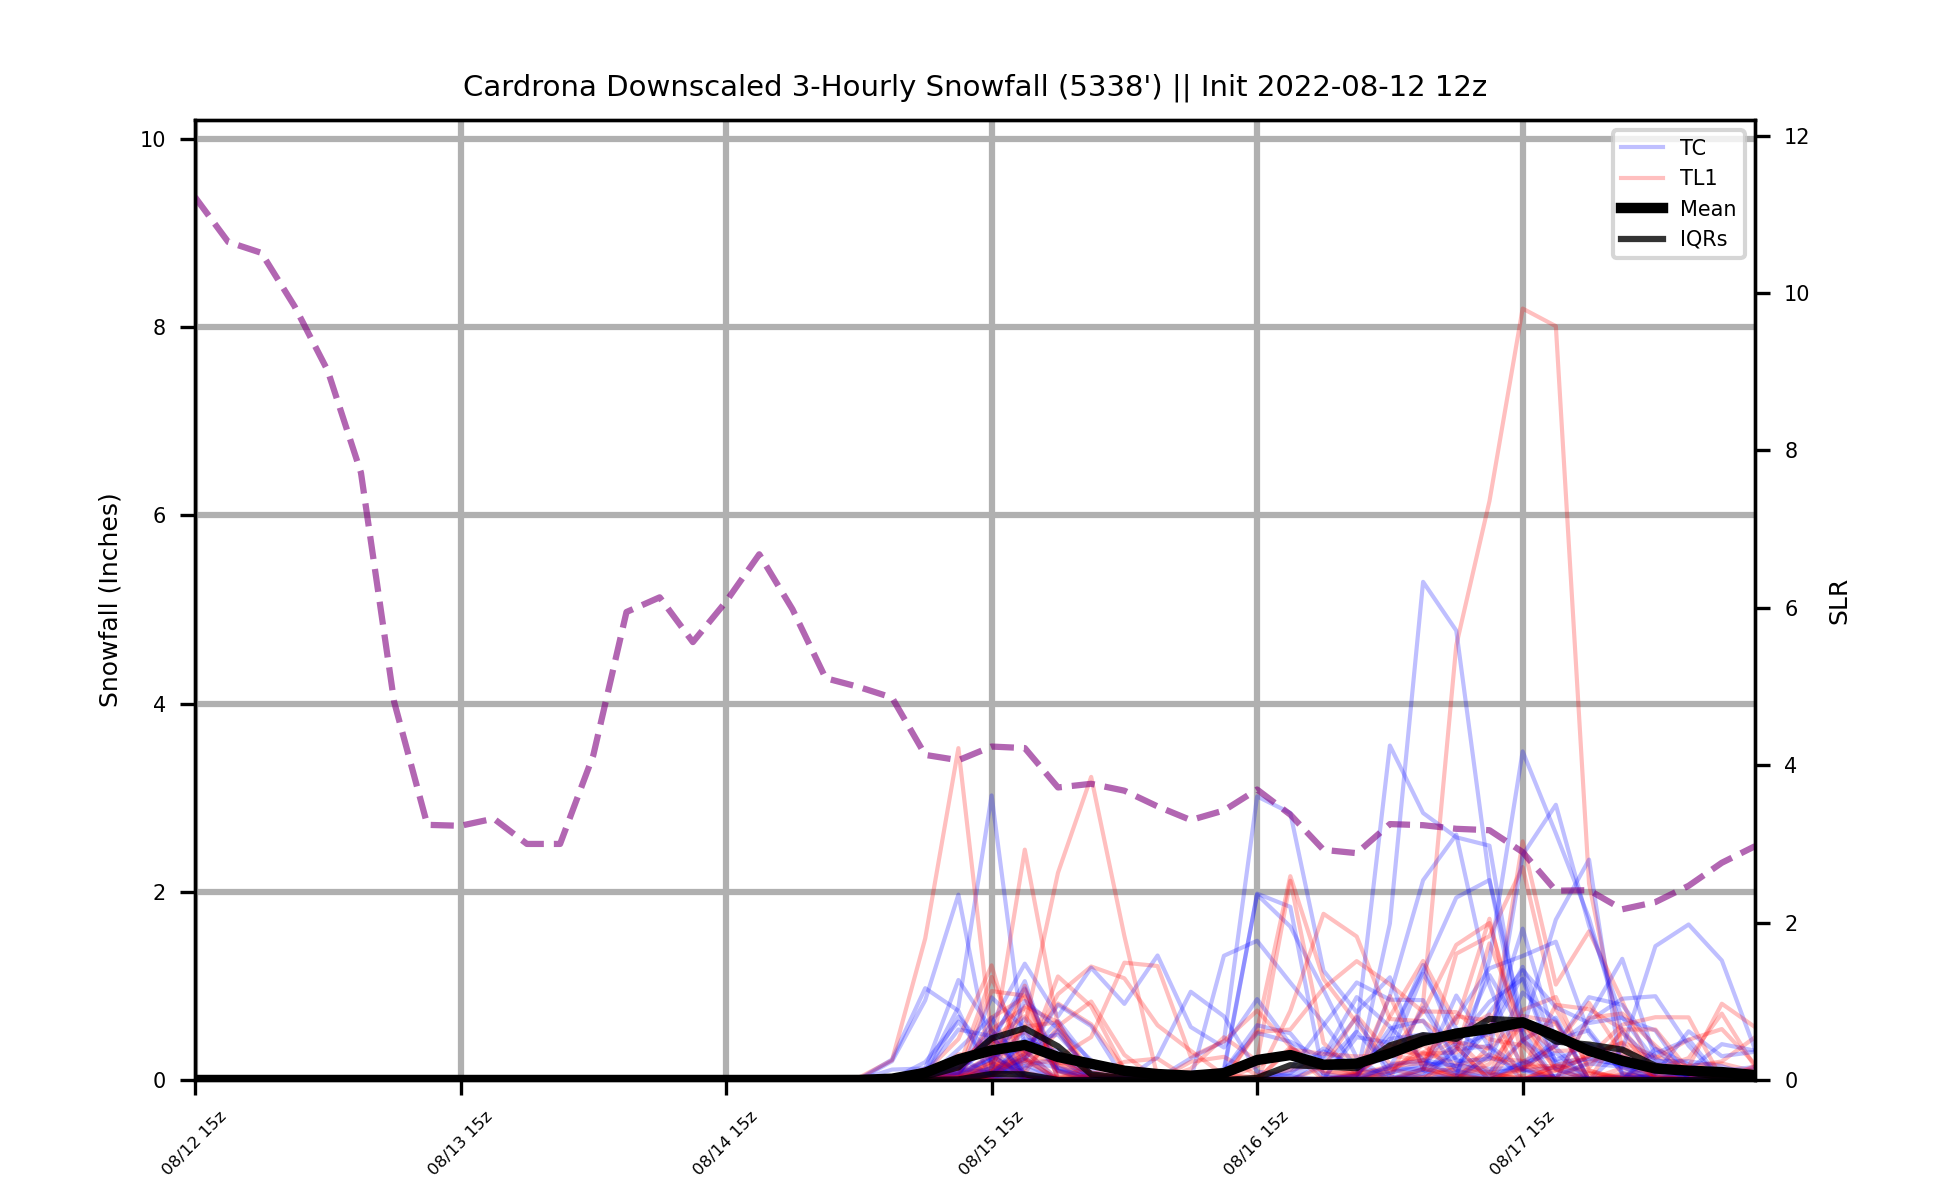 Cardrona Downscaled 3-Hourly Snowfall (5338') || Init 2022-08-12 12z
10
8
6
4
2
0
Snowfall (Inches)
12
10
8
6
4
2
0
SLR
TC
TL1
Mean
IQRs
08/12 15z
08/13 15z
08/14 15z
08/15 15z
08/16 15z
08/17 15z